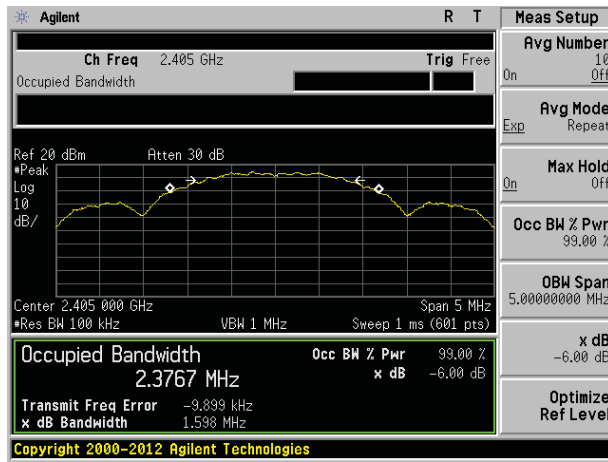 Agilent R T Meas Setup
Ch Freq 2.405 GHz Trig Free
Occupied Bandwidth
Ref 20 dBm Atten 30 dB
#Peak
Log
10
dB/
Center 2.405 000 GHz Span 5 MHz
#Res BW 100 kHz VBW 1 MHz Sweep 1 ms (601 pts)
Occupied Bandwidth Occ BW % Pwr 99.00 %
2.3767 MHz x dB -6.00 dB
Transmit Freq Error -9.899 kHz
x dB Bandwidth 1.598 MHz
Copyright 2000-2012 Agilent Technologies
Avg Number
10
On Off
Avg Mode
Exp Repeat
Max Hold
On Off
Occ BW % Pwr
99.00 %
OBW Span
5.00000000 MHz
x dB
-6.00 dB
Optimize
Ref Level